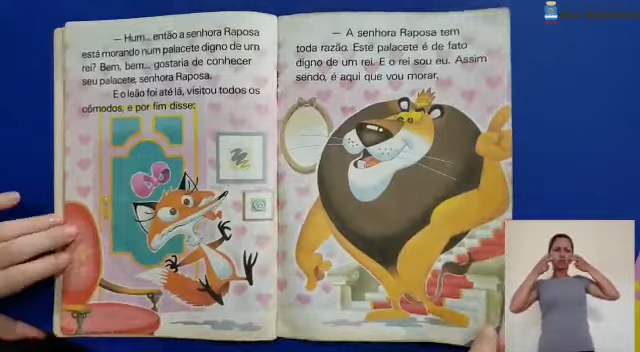 — Hum... então a senhora Raposa
está morando num palacete digno de um
rei? Bem, bem... gostaria de conhecer
seu palacete, senhora Raposa.
E o leão foi até lá, visitou todos os
cômodos, e por fim disse:
— A senhora Raposa tem
toda razão. Este palacete é de fato
digno de um rei. E o rei sou eu. Assim
sendo, é aqui que vou morar.